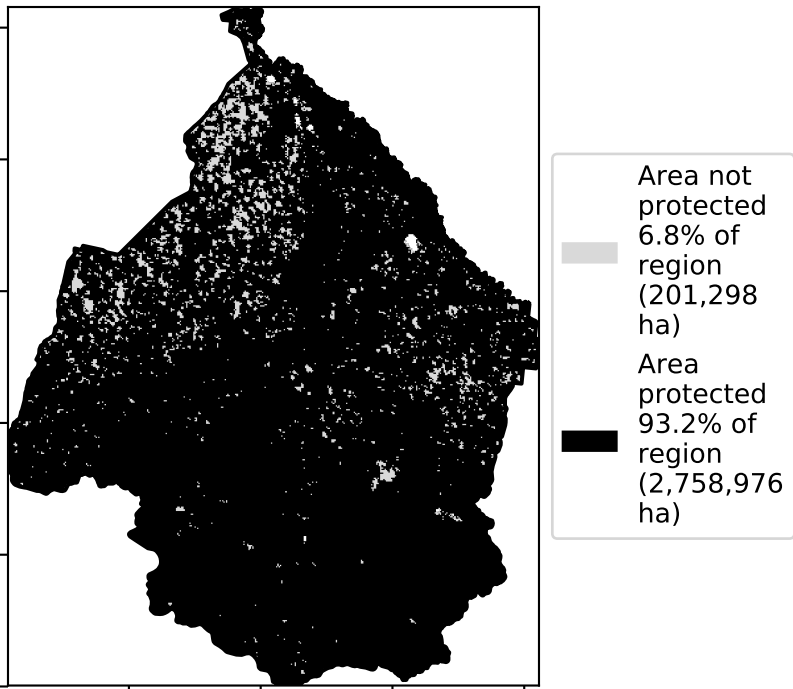 Area not
protected
6.8% of
region
(201,298
ha)
Area
protected
93.2% of
region
(2,758,976
ha)